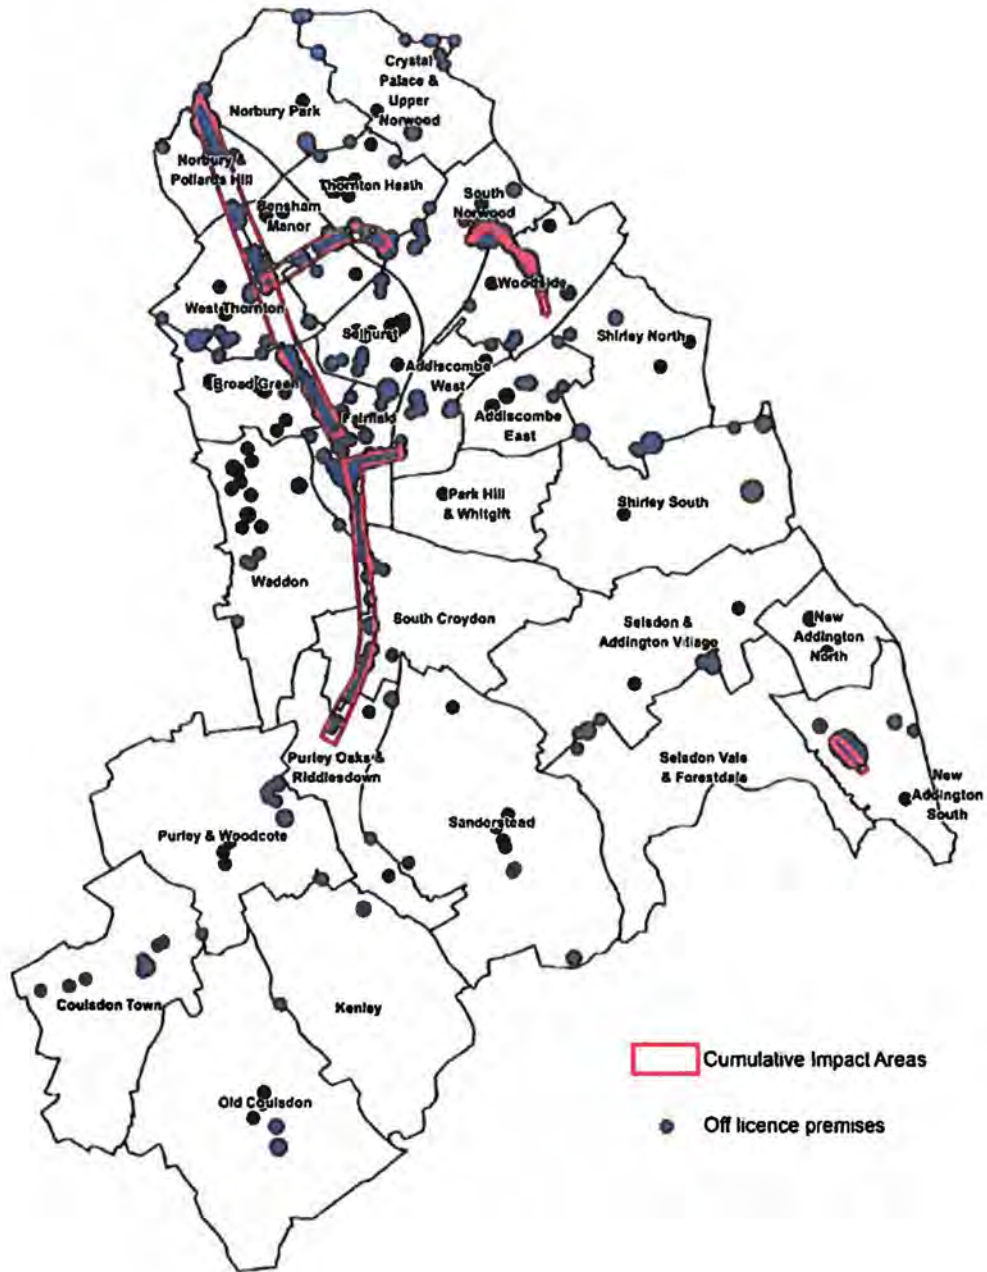 Crystal
Palace &
Upper
Norwood
Norbury Park
Norbury &
Pollards Hill
Thornton Heath
Bensham
Manor
South
Norwood
West Thornton
Woodside
Selhurst
Shirley North
Broad Green
Addiscombe
West
Fairfield
Addiscombe
East
Park Hill
& Whitgift
Shirley South
Waddon
South Croydon
Selsdon &
Addington Village
New
Addington
North
Purley Oaks &
Riddlesdown
Selsdon Vale
& Forestdale
New
Addington
South
Purley & Woodcote
Sanderstead
Coulsdon Town
Kenley
Old Coulsdon
Cumulative Impact Areas
Off licence premises